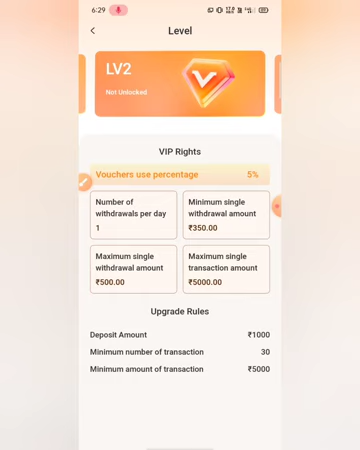 6:29
Level
LV2
Not Unlocked
VIP Rights
Vouchers use percentage 5%
Number of
withdrawals per day
1
Minimum single
withdrawal amount
₹350.00
Maximum single
withdrawal amount
₹500.00
Maximum single
transaction amount
₹5000.00
Upgrade Rules
Deposit Amount ₹1000
Minimum number of transaction 30
Minimum amount of transaction ₹5000